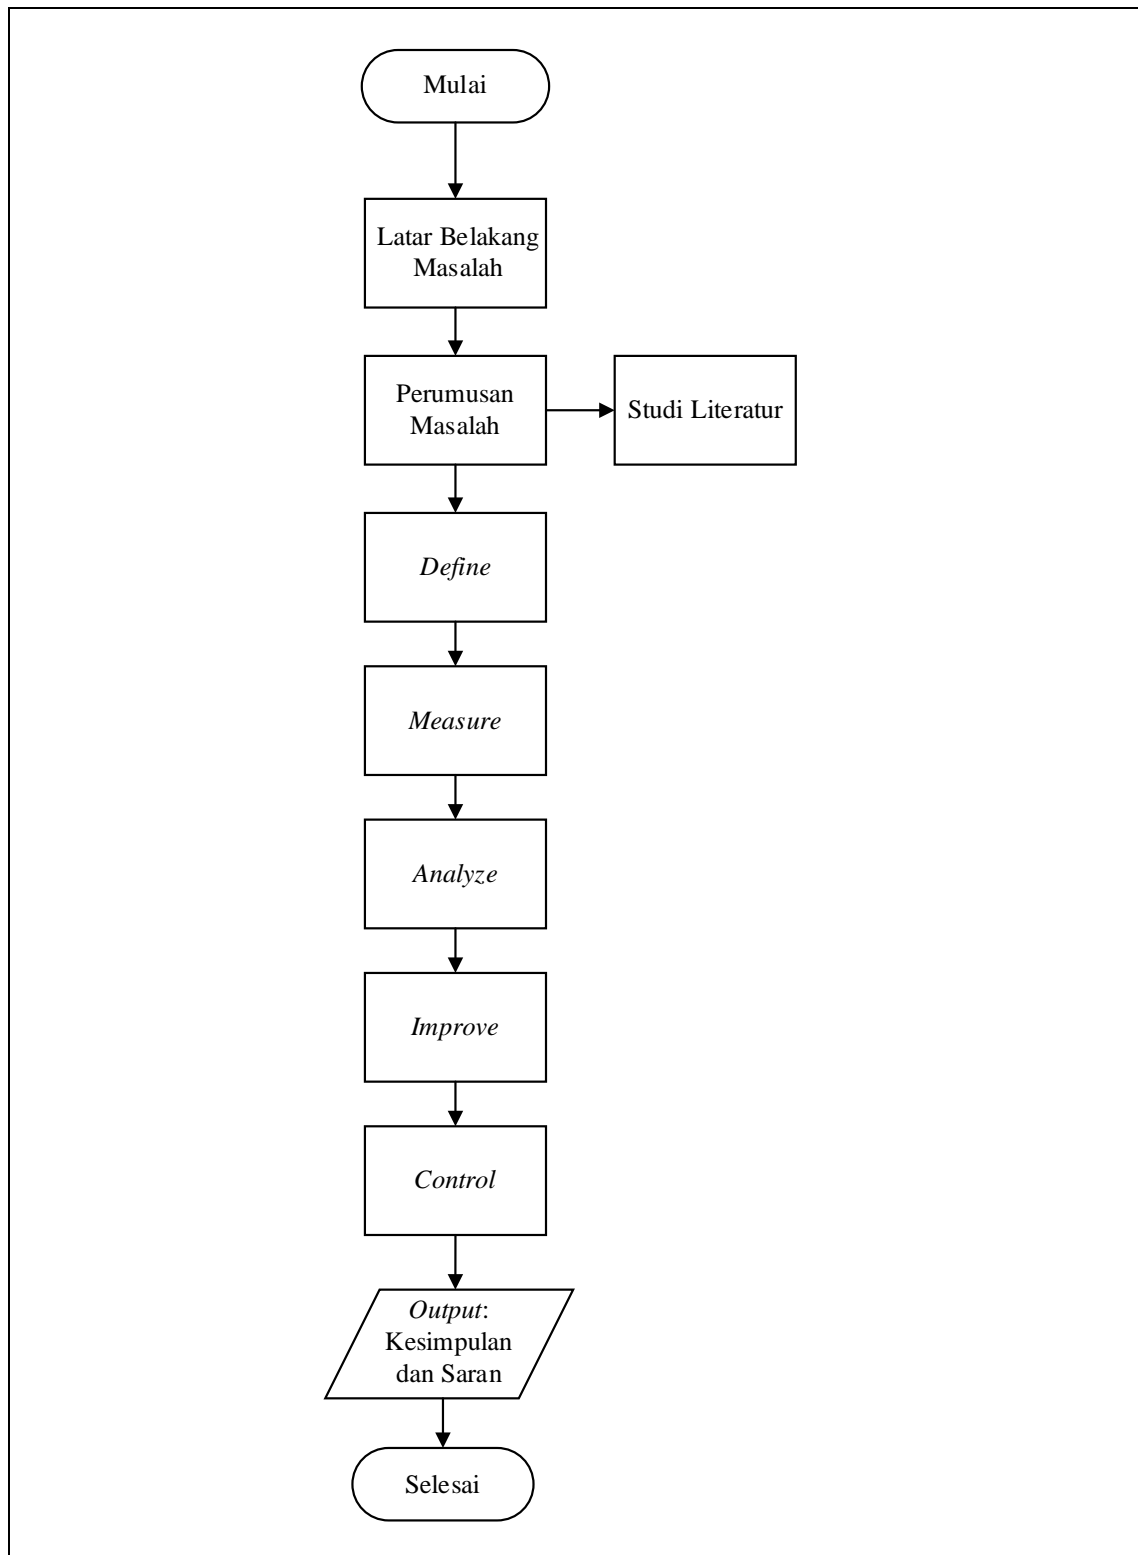 Mulai
Latar Belakang
Masalah
Perumusan
Masalah
Studi Literatur
Define
Measure
Analyze
Improve
Control
Output:
Kesimpulan
dan Saran
Selesai